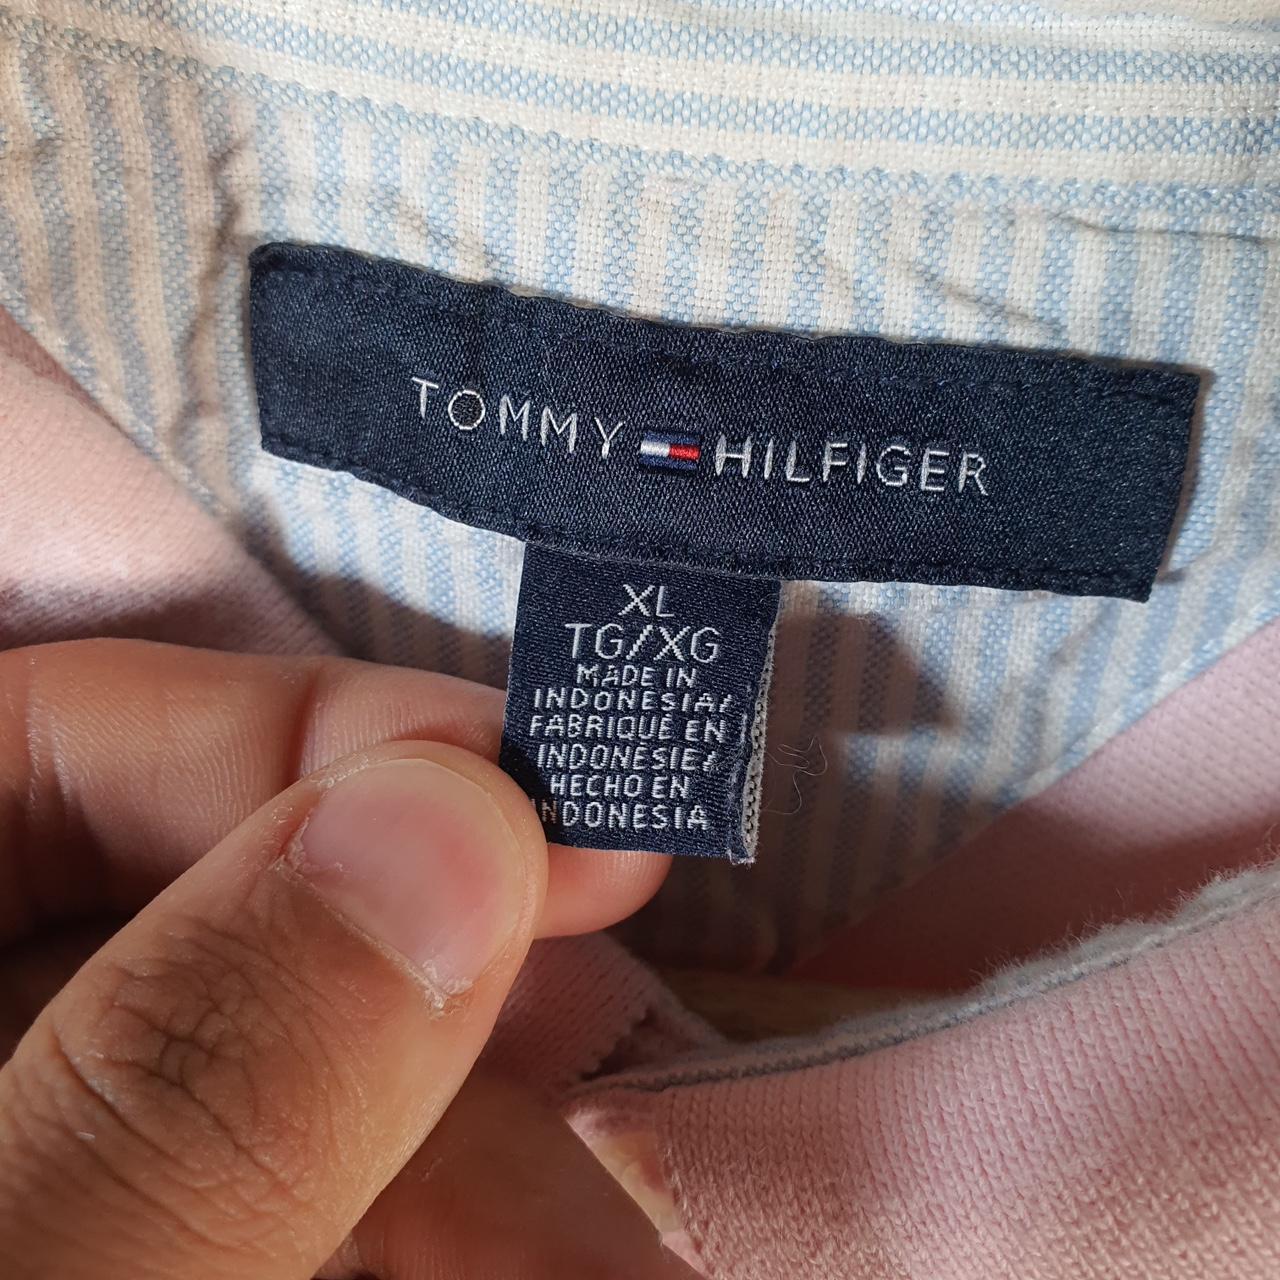 TOMMY HILFIGER
XL
TG/XG
MADE IN
INDONESIA/
FABRIQUÉ EN
INDONÉSIE/
HECHO EN
INDONESIA